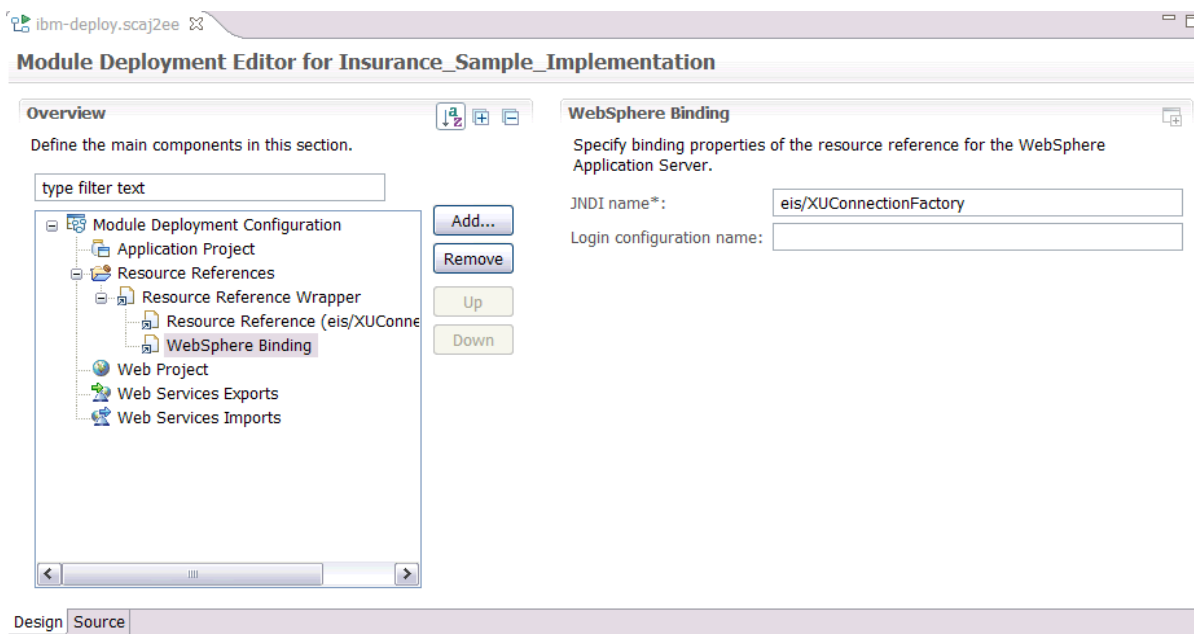 ibm-deploy.scaj2ee
Module Deployment Editor for Insurance_Sample_Implementation
Overview
Define the main components in this section.
type filter text
Module Deployment Configuration
Application Project
Resource References
Resource Reference Wrapper
Resource Reference (eis/XUConne
WebSphere Binding
Web Project
Web Services Exports
Web Services Imports
Add...
Remove
Up
Down
WebSphere Binding
Specify binding properties of the resource reference for the WebSphere
Application Server.
JNDI name*: eis/XUConnectionFactory
Login configuration name:
Design Source